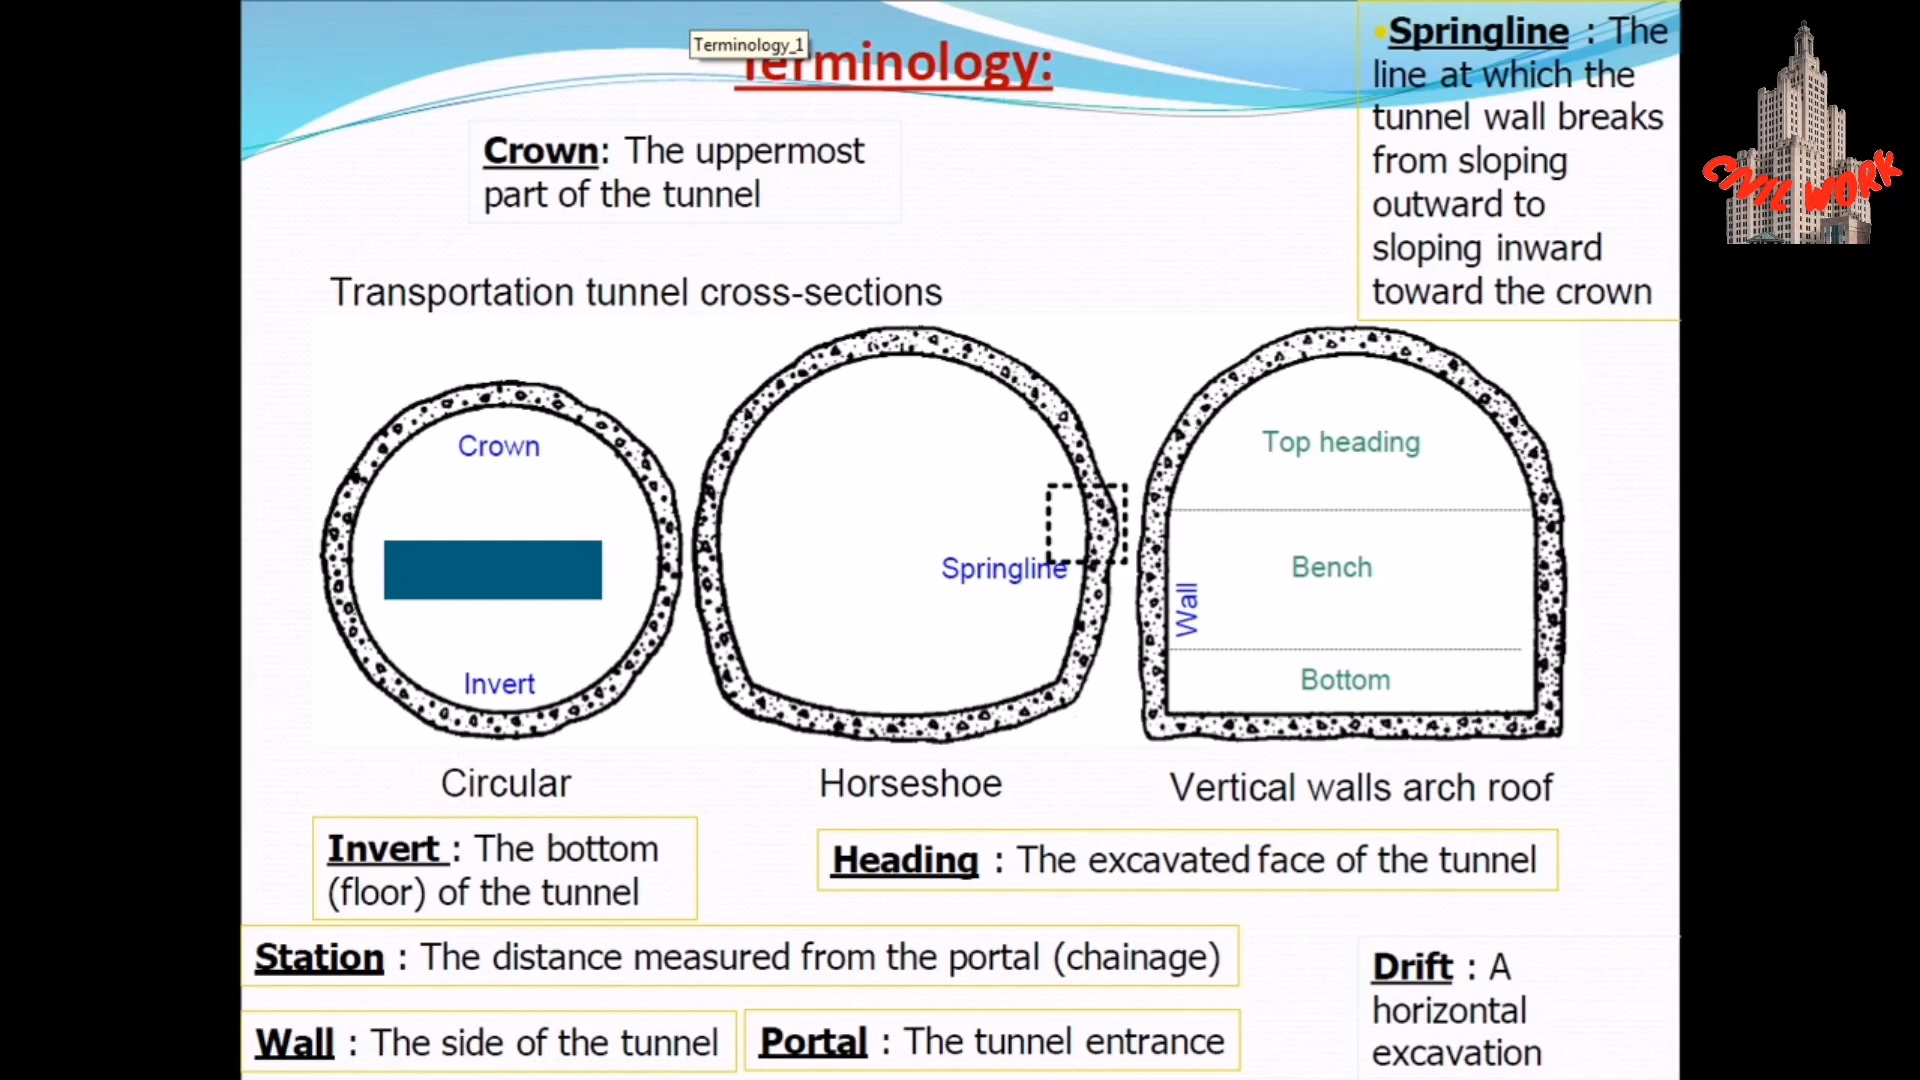 Terminology_1
Terminology:
•Springline : The
line at which the
tunnel wall breaks
from sloping
outward to
sloping inward
toward the crown
CIVIL WORK
Crown: The uppermost
part of the tunnel
Transportation tunnel cross-sections
Crown
Invert
Springline
Top heading
Bench
Wall
Bottom
Circular
Horseshoe
Vertical walls arch roof
Invert : The bottom
(floor) of the tunnel
Heading : The excavated face of the tunnel
Station : The distance measured from the portal (chainage)
Wall : The side of the tunnel
Portal : The tunnel entrance
Drift : A
horizontal
excavation